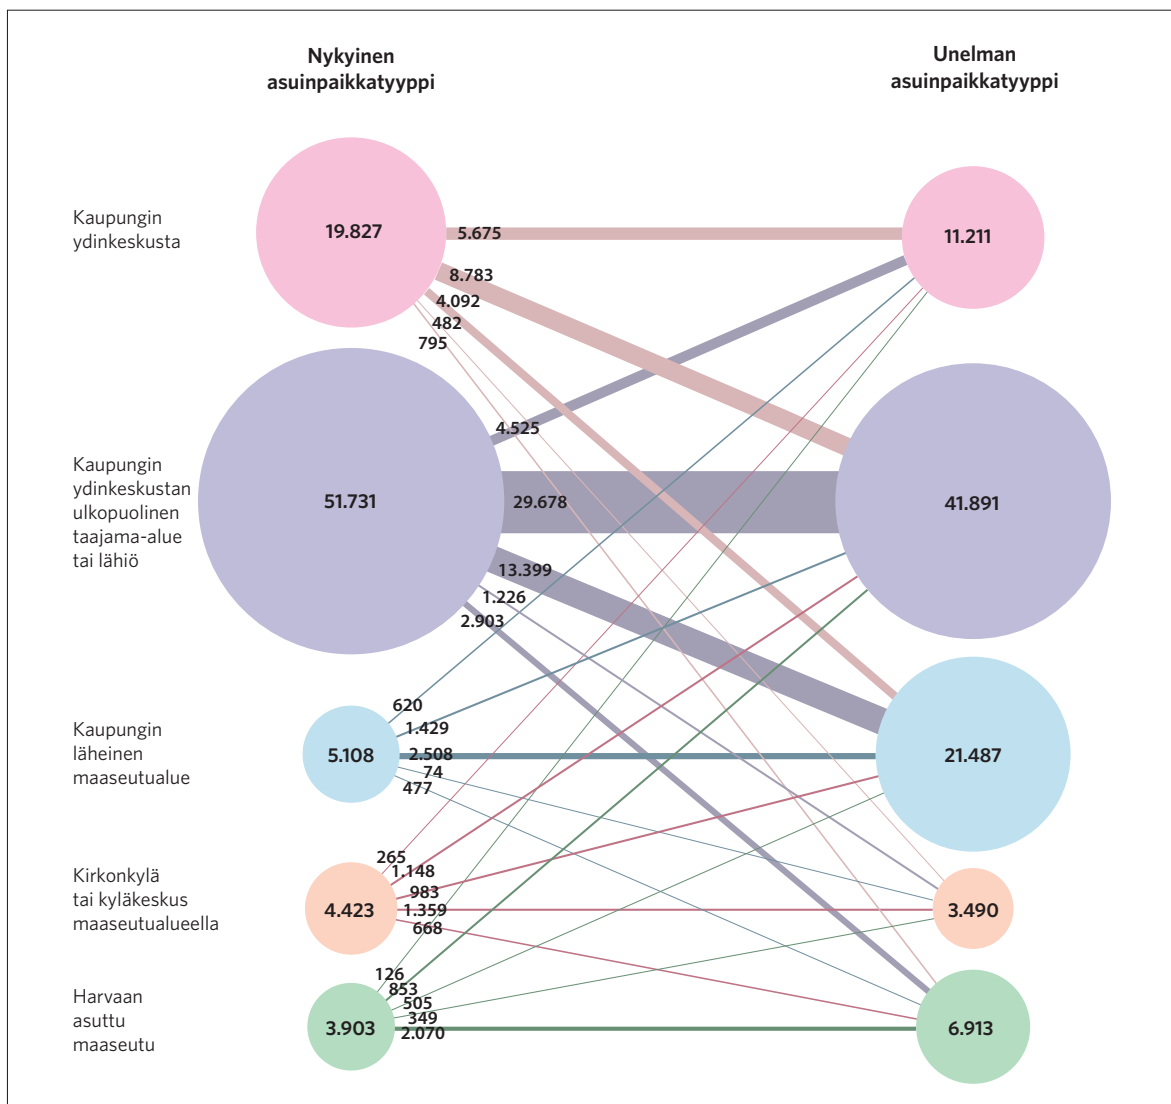 Nykyinen
asuinpaikkatyyppi
Unelman
asuinpaikkatyyppi
Kaupungin
ydinkeskusta
19.827
5.675
8.783
4.092
482
795
11.211
Kaupungin
ydinkeskustan
ulkopuolinen
taajama-alue
tai lähiö
51.731
4.525
29.678
13.399
1.226
2.903
41.891
Kaupungin
läheinen
maaseutualue
5.108
620
1.429
2.508
74
477
21.487
Kirkonkylä
tai kyläkeskus
maaseutualueella
4.423
265
1.148
983
1.359
668
3.490
Harvaan
asuttu
maaseutu
3.903
126
853
505
349
2.070
6.913